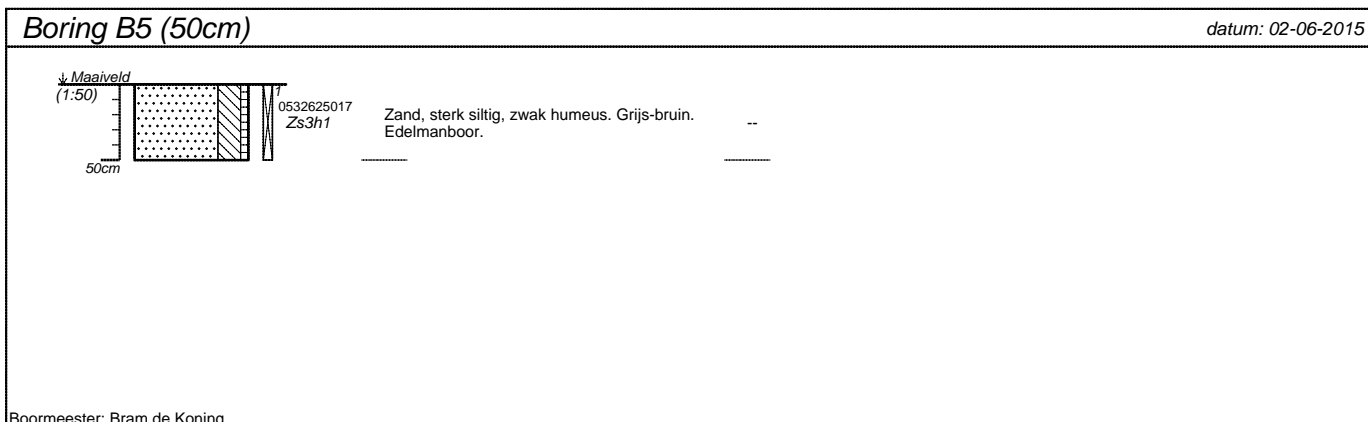 Boring B5 (50cm)
datum: 02-06-2015
Maaiveld
(1:50)
1
0532625017
Zs3h1
Zand, sterk siltig, zwak humeus. Grijs-bruin.
Edelmanboor.
--
50cm
Boormeester: Bram de Koning